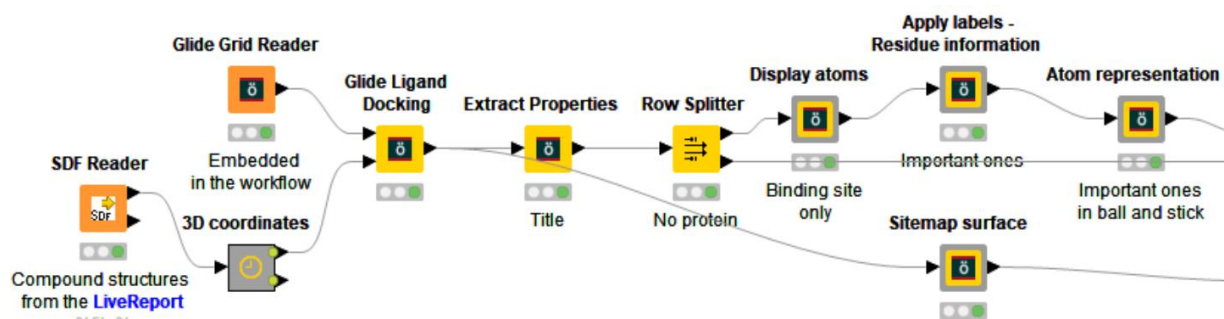 Apply labels -
Residue information
Glide Grid Reader
Display atoms
Atom representation
Glide Ligand
Docking
Extract Properties
Row Splitter
ö
ö
ö
ö
ö
SDF Reader
Embedded
in the workflow
Important ones
SDF
3D coordinates
Title
No protein
Binding site
only
Important ones
in ball and stick
Sitemap surface
ö
Compound structures
from the LiveReport